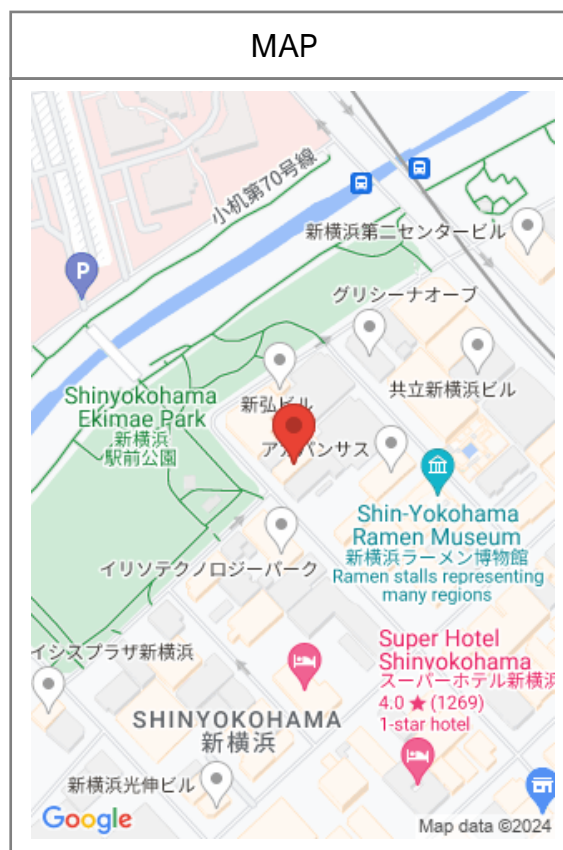 MAP
小机第70号線
新横浜第二センタービル
グリシーナオーブ
P
共立新横浜ビル
Shinyokohama
Ekimae Park
新横浜
駅前公園
新弘ビル
アルバンサス
Shin-Yokohama
Ramen Museum
新横浜ラーメン博物館
Ramen stalls representing
many regions
イリソテクノロジーパーク
イシスプラザ新横浜
Super Hotel
Shinyokohama
スーパーホテル新横浜
4.0 ★ (1269)
1-star hotel
SHINYOKOHAMA
新横浜
新横浜光伸ビル
Google
Map data ©2024